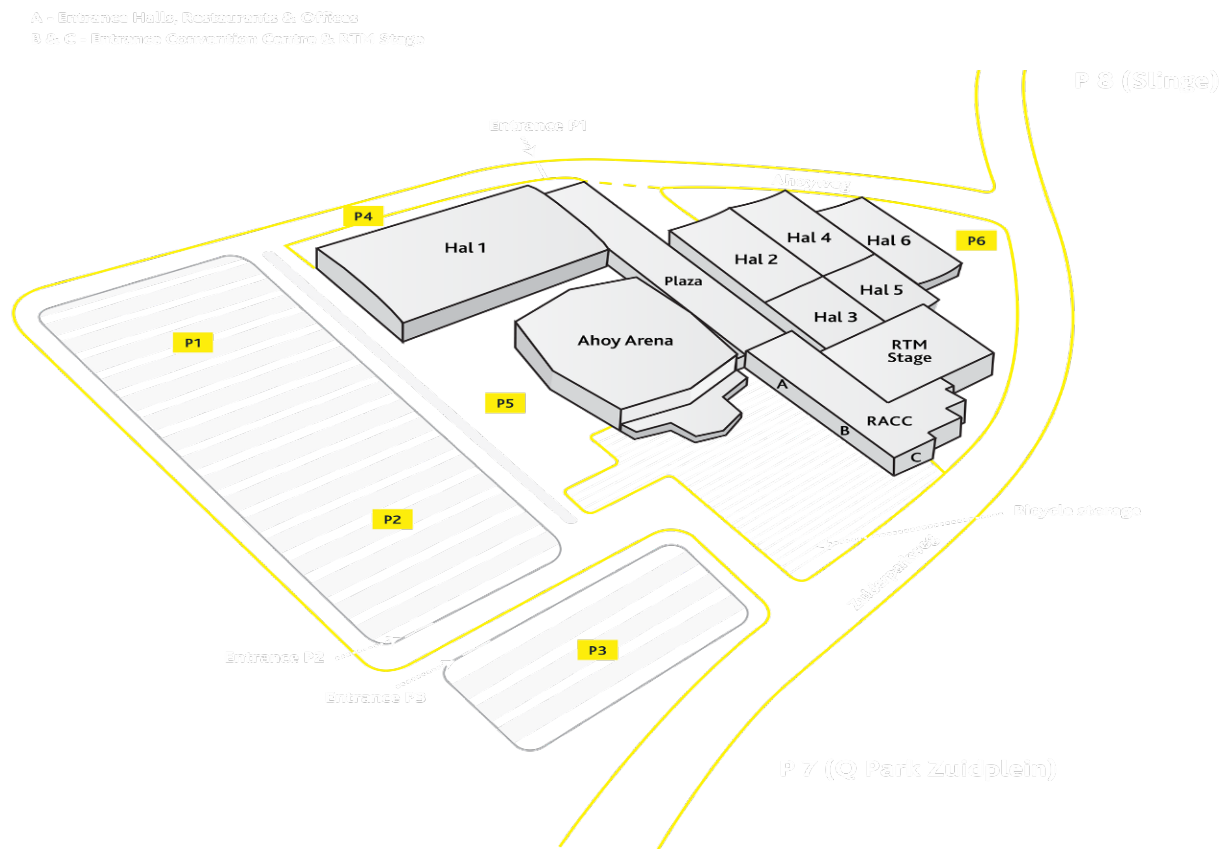 A - Entrance Halls, Restaurants & Offices
B & C - Entrance Convention Centre & RTM Stage
P 8 (Slinge)
Entrance P1
Ahoyweg
P4
Hal 1
Hal 4
Hal 6
P6
Hal 2
Plaza
Hal 5
Hal 3
P1
Ahoy Arena
RTM
Stage
A
P5
RACC
B
C
P2
Bicycle storage
P3
Entrance P2
Entrance P3
P 7 (Q Park Zuidplein)